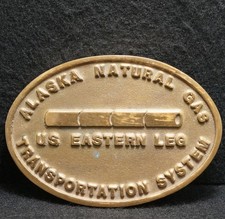 ALASKA NATURAL GAS
US EASTERN LEG
TRANSPORTATION SYSTEM